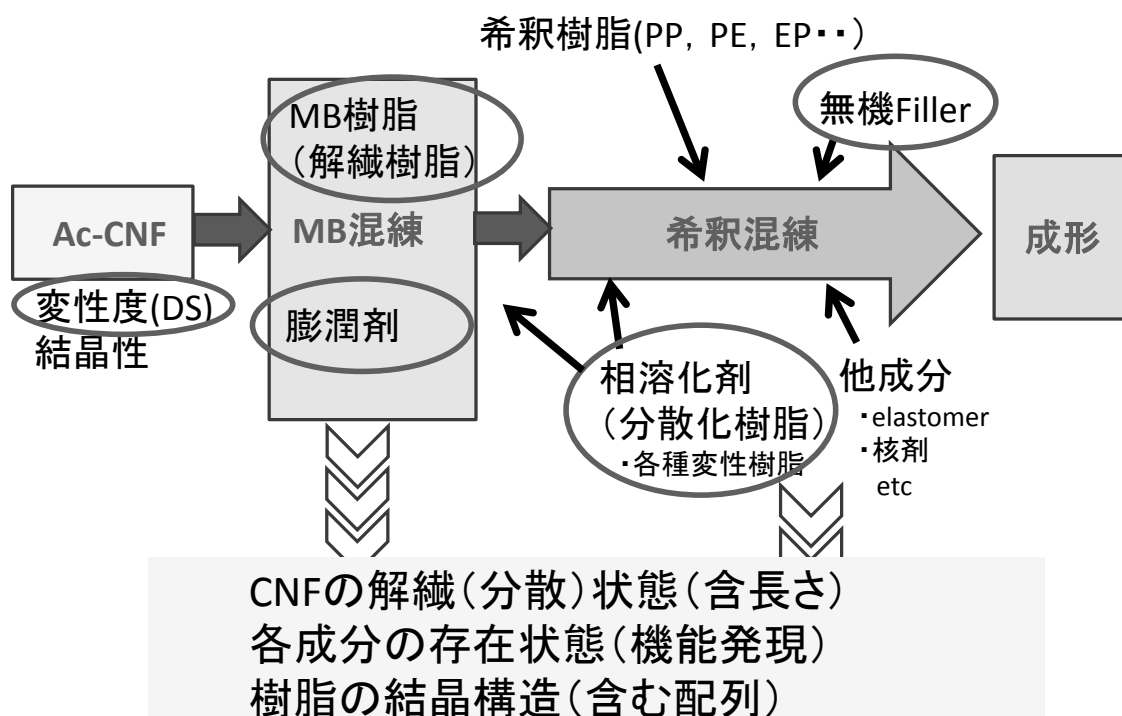 希釈樹脂(PP，PE，EP・・)
MB樹脂
（解繊樹脂）
無機Filler
Ac-CNF
MB混練
希釈混練
成形
変性度(DS)
結晶性
膨潤剤
相溶化剤
（分散化樹脂）
・各種変性樹脂
他成分
・elastomer
・核剤
etc
CNFの解繊（分散）状態（含長さ）
各成分の存在状態（機能発現）
樹脂の結晶構造（含む配列）